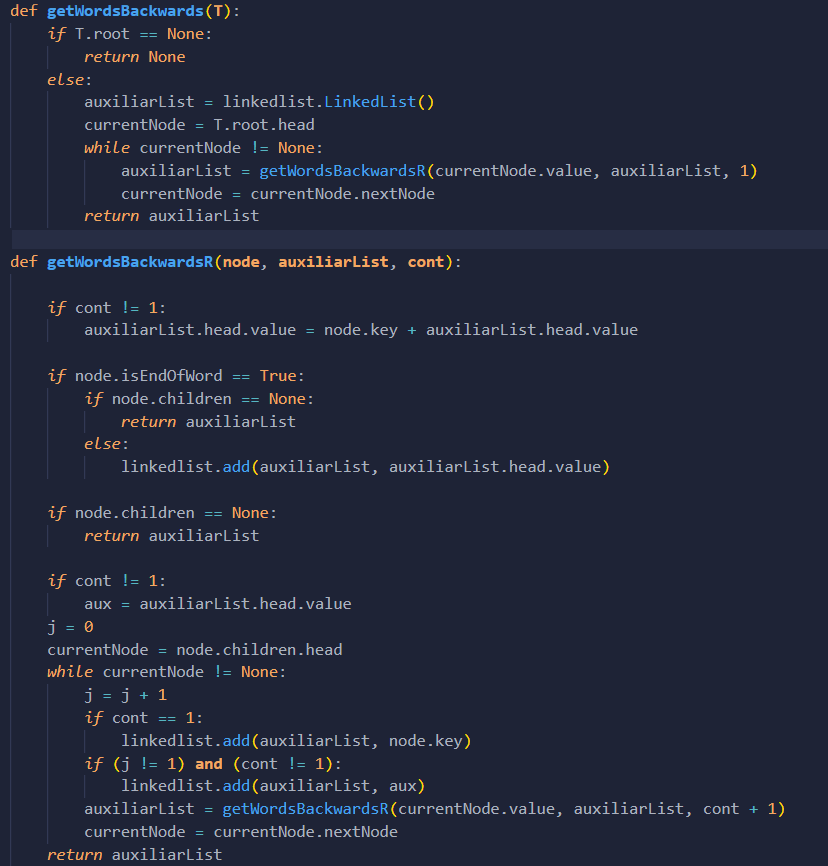 def getWordsBackwards(T):
    if T.root == None:
        return None
    else:
        auxiliarList = linkedlist.LinkedList()
        currentNode = T.root.head
        while currentNode != None:
            auxiliarList = getWordsBackwardsR(currentNode.value, auxiliarList, 1)
            currentNode = currentNode.nextNode
        return auxiliarList

def getWordsBackwardsR(node, auxiliarList, cont):

    if cont != 1:
        auxiliarList.head.value = node.key + auxiliarList.head.value

    if node.isEndOfWord == True:
        if node.children == None:
            return auxiliarList
        else:
            linkedlist.add(auxiliarList, auxiliarList.head.value)

    if node.children == None:
        return auxiliarList

    if cont != 1:
        aux = auxiliarList.head.value
    j = 0
    currentNode = node.children.head
    while currentNode != None:
        j = j + 1
        if cont == 1:
            linkedlist.add(auxiliarList, node.key)
        if (j != 1) and (cont != 1):
            linkedlist.add(auxiliarList, aux)
        auxiliarList = getWordsBackwardsR(currentNode.value, auxiliarList, cont + 1)
        currentNode = currentNode.nextNode
    return auxiliarList